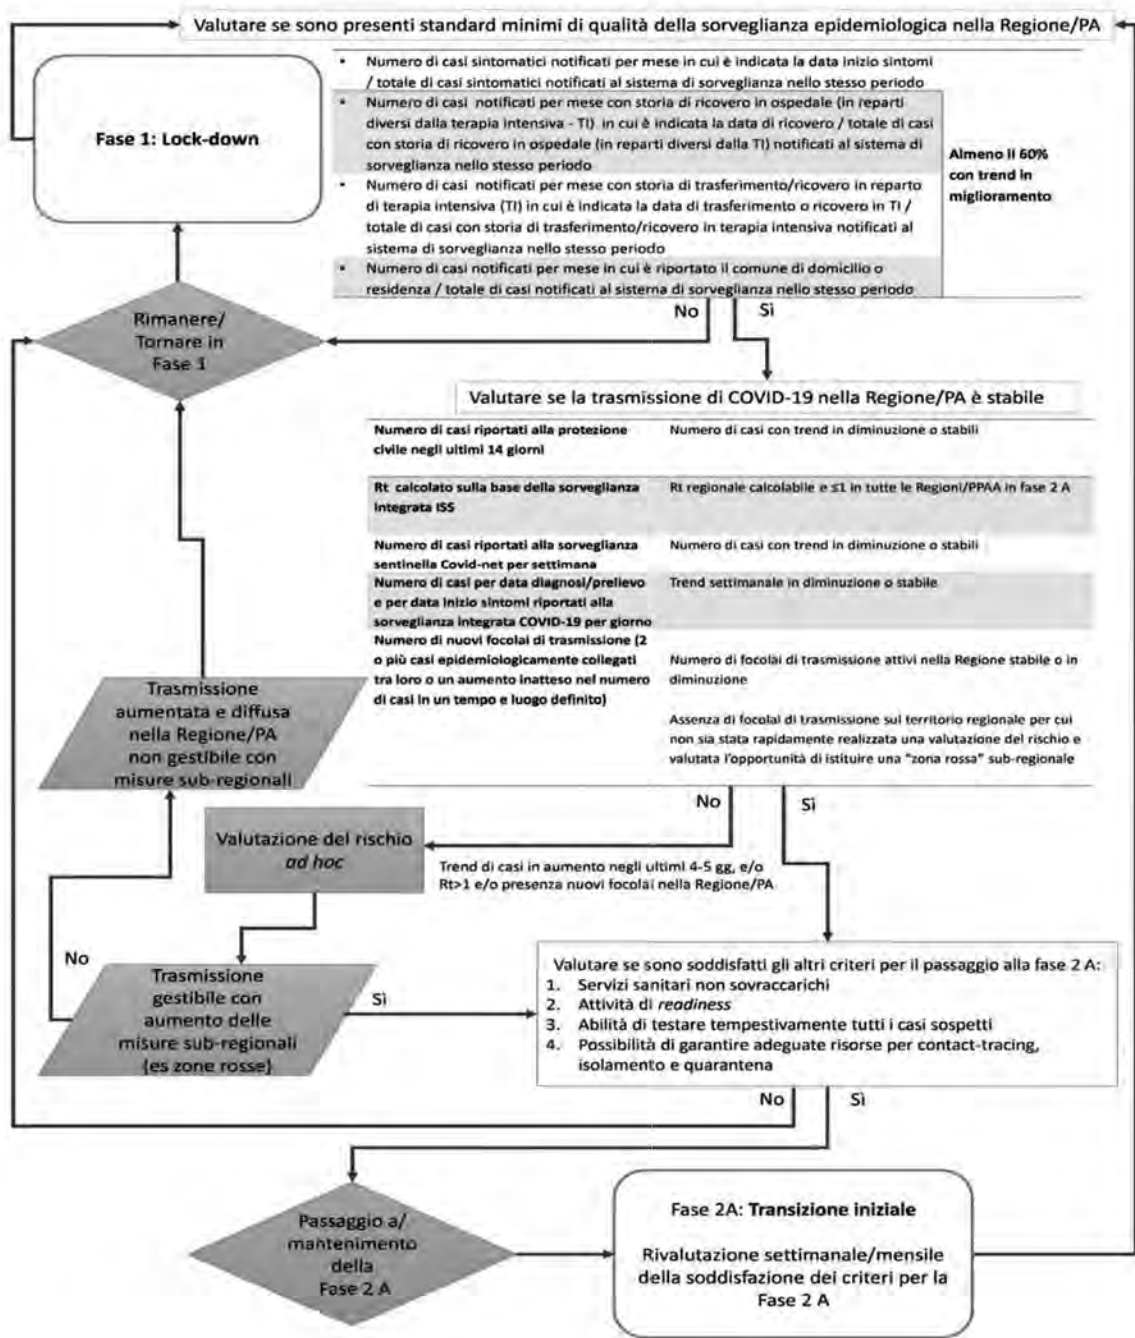 Valutare se sono presenti standard minimi di qualità della sorveglianza epidemiologica nella Regione/PA
Fase 1: Lock-down
• Numero di casi sintomatici notificati per mese in cui è indicata la data inizio sintomi
/ totale di casi sintomatici notificati al sistema di sorveglianza nello stesso periodo
• Numero di casi notificati per mese con storia di ricovero in ospedale (in reparti
diversi dalla terapia intensiva - TI) in cui è indicata la data di ricovero / totale di casi
con storia di ricovero in ospedale (in reparti diversi dalla TI) notificati al sistema di
sorveglianza nello stesso periodo
• Numero di casi notificati per mese con storia di trasferimento/ricovero in reparto
di terapia intensiva (TI) in cui è indicata la data di trasferimento o ricovero in TI /
totale di casi con storia di trasferimento/ricovero in terapia intensiva notificati al
sistema di sorveglianza nello stesso periodo
• Numero di casi notificati per mese in cui è riportato il comune di domicilio o
residenza / totale di casi notificati al sistema di sorveglianza nello stesso periodo
Almeno il 60%
con trend in
miglioramento
No
Sì
Rimanere/
Tornare in
Fase 1
Valutare se la trasmissione di COVID-19 nella Regione/PA è stabile
Numero di casi riportati alla protezione
civile negli ultimi 14 giorni
Numero di casi con trend in diminuzione o stabili
Rt calcolato sulla base della sorveglianza
integrata ISS
Rt regionale calcolabile e ≤1 in tutte le Regioni/PPAA in fase 2 A
Numero di casi riportati alla sorveglianza
sentinella Covid-net per settimana
Numero di casi con trend in diminuzione o stabili
Numero di casi per data diagnosi/prelievo
e per data inizio sintomi riportati alla
sorveglianza integrata COVID-19 per giorno
Trend settimanale in diminuzione o stabile
Numero di nuovi focolai di trasmissione (2
o più casi epidemiologicamente collegati
tra loro o un aumento inatteso nel numero
di casi in un tempo e luogo definito)
Numero di focolai di trasmissione attivi nella Regione stabile o in
diminuzione
Assenza di focolai di trasmissione sul territorio regionale per cui
non sia stata rapidamente realizzata una valutazione del rischio e
valutata l'opportunità di istituire una "zona rossa" sub-regionale
Trasmissione
aumentata e diffusa
nella Regione/PA
non gestibile con
misure sub-regionali
No
Sì
Valutazione del rischio
ad hoc
Trend di casi in aumento negli ultimi 4-5 gg, e/o
Rt>1 e/o presenza nuovi focolai nella Regione/PA
No
Trasmissione
gestibile con
aumento delle
misure sub-regionali
(es zone rosse)
Sì
Valutare se sono soddisfatti gli altri criteri per il passaggio alla fase 2 A:
1. Servizi sanitari non sovraccarichi
2. Attività di readiness
3. Abilità di testare tempestivamente tutti i casi sospetti
4. Possibilità di garantire adeguate risorse per contact-tracing,
isolamento e quarantena
No
Sì
Passaggio a/
mantenimento
della
Fase 2 A
Fase 2A: Transizione iniziale
Rivalutazione settimanale/mensile
della soddisfazione dei criteri per la
Fase 2 A